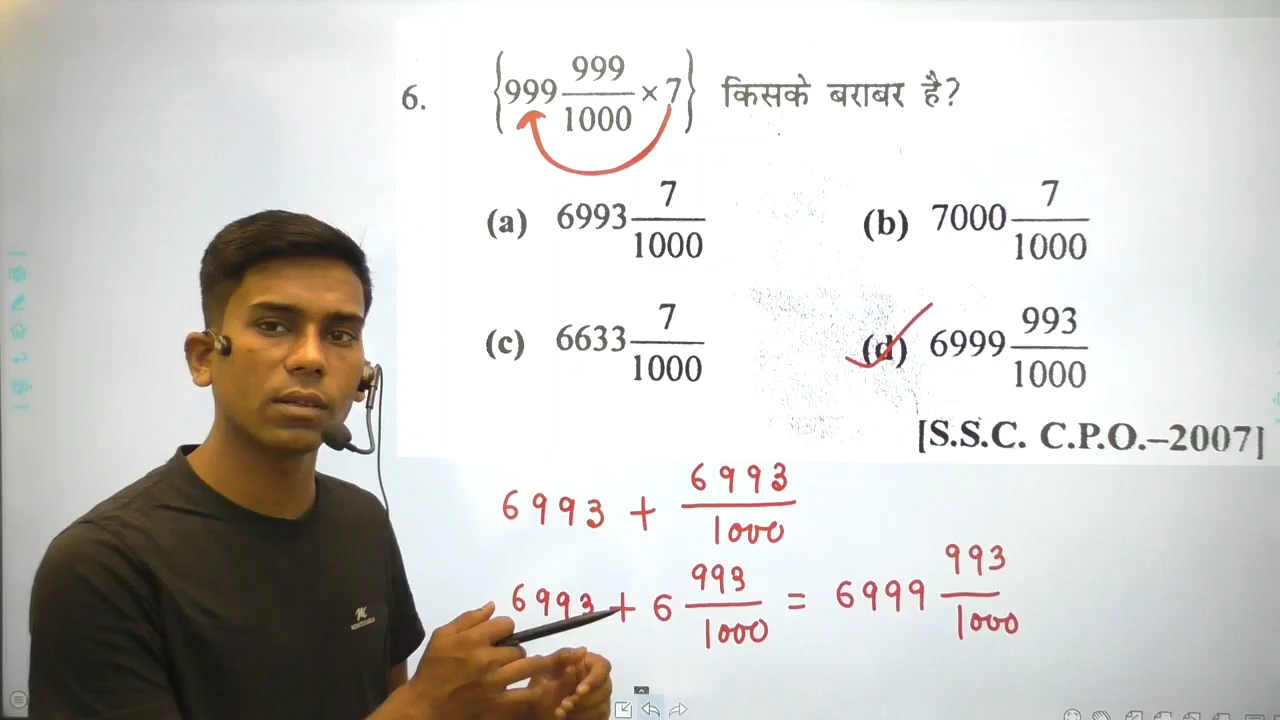 6. {999 999/1000 × 7} किसके बराबर है?
(a) 6993 7/1000 (b) 7000 7/1000
(c) 6633 7/1000 (d) 6999 993/1000
[S.S.C. C.P.O.–2007]
6993 + 6993/1000
6993 + 6 993/1000 = 6999 993/1000